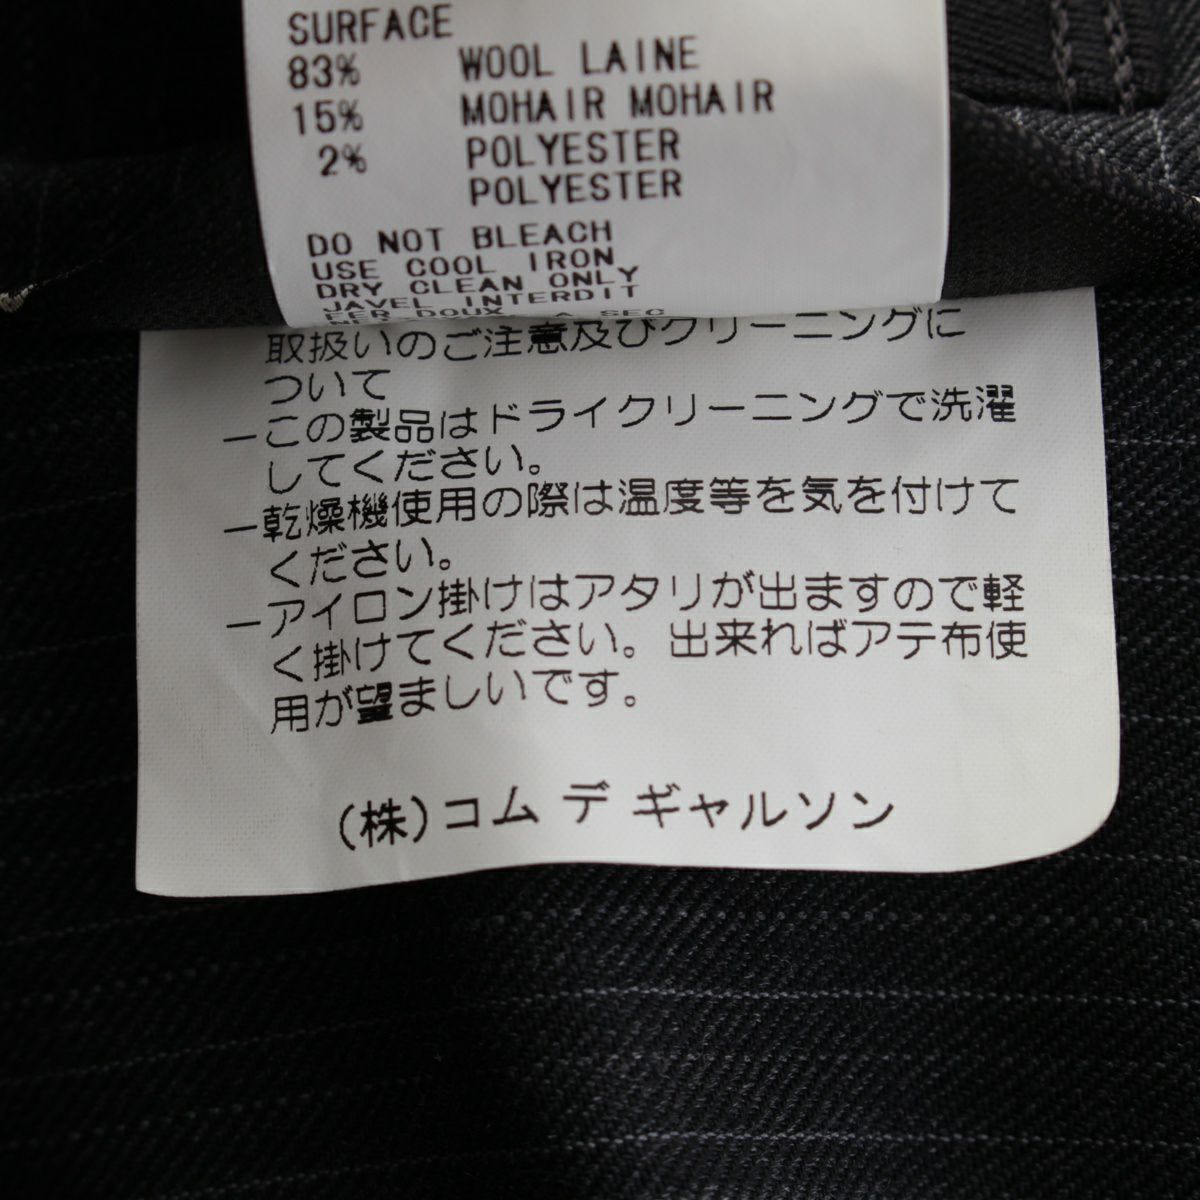 SURFACE
83% WOOL LAINE
15% MOHAIR MOHAIR
2% POLYESTER
POLYESTER
DO NOT BLEACH
USE COOL IRON
DRY CLEAN ONLY
JAVEL INTERDIT
FER DOUX
A SEC
取扱いのご注意及びクリーニングに
ついて
ーこの製品はドライクリーニングで洗濯
してください。
ー乾燥機使用の際は温度等を気を付けて
ください。
ーアイロン掛けはアタリが出ますので軽
く掛けてください。出来ればアテ布使
用が望ましいです。
(株)コム デ ギャルソン